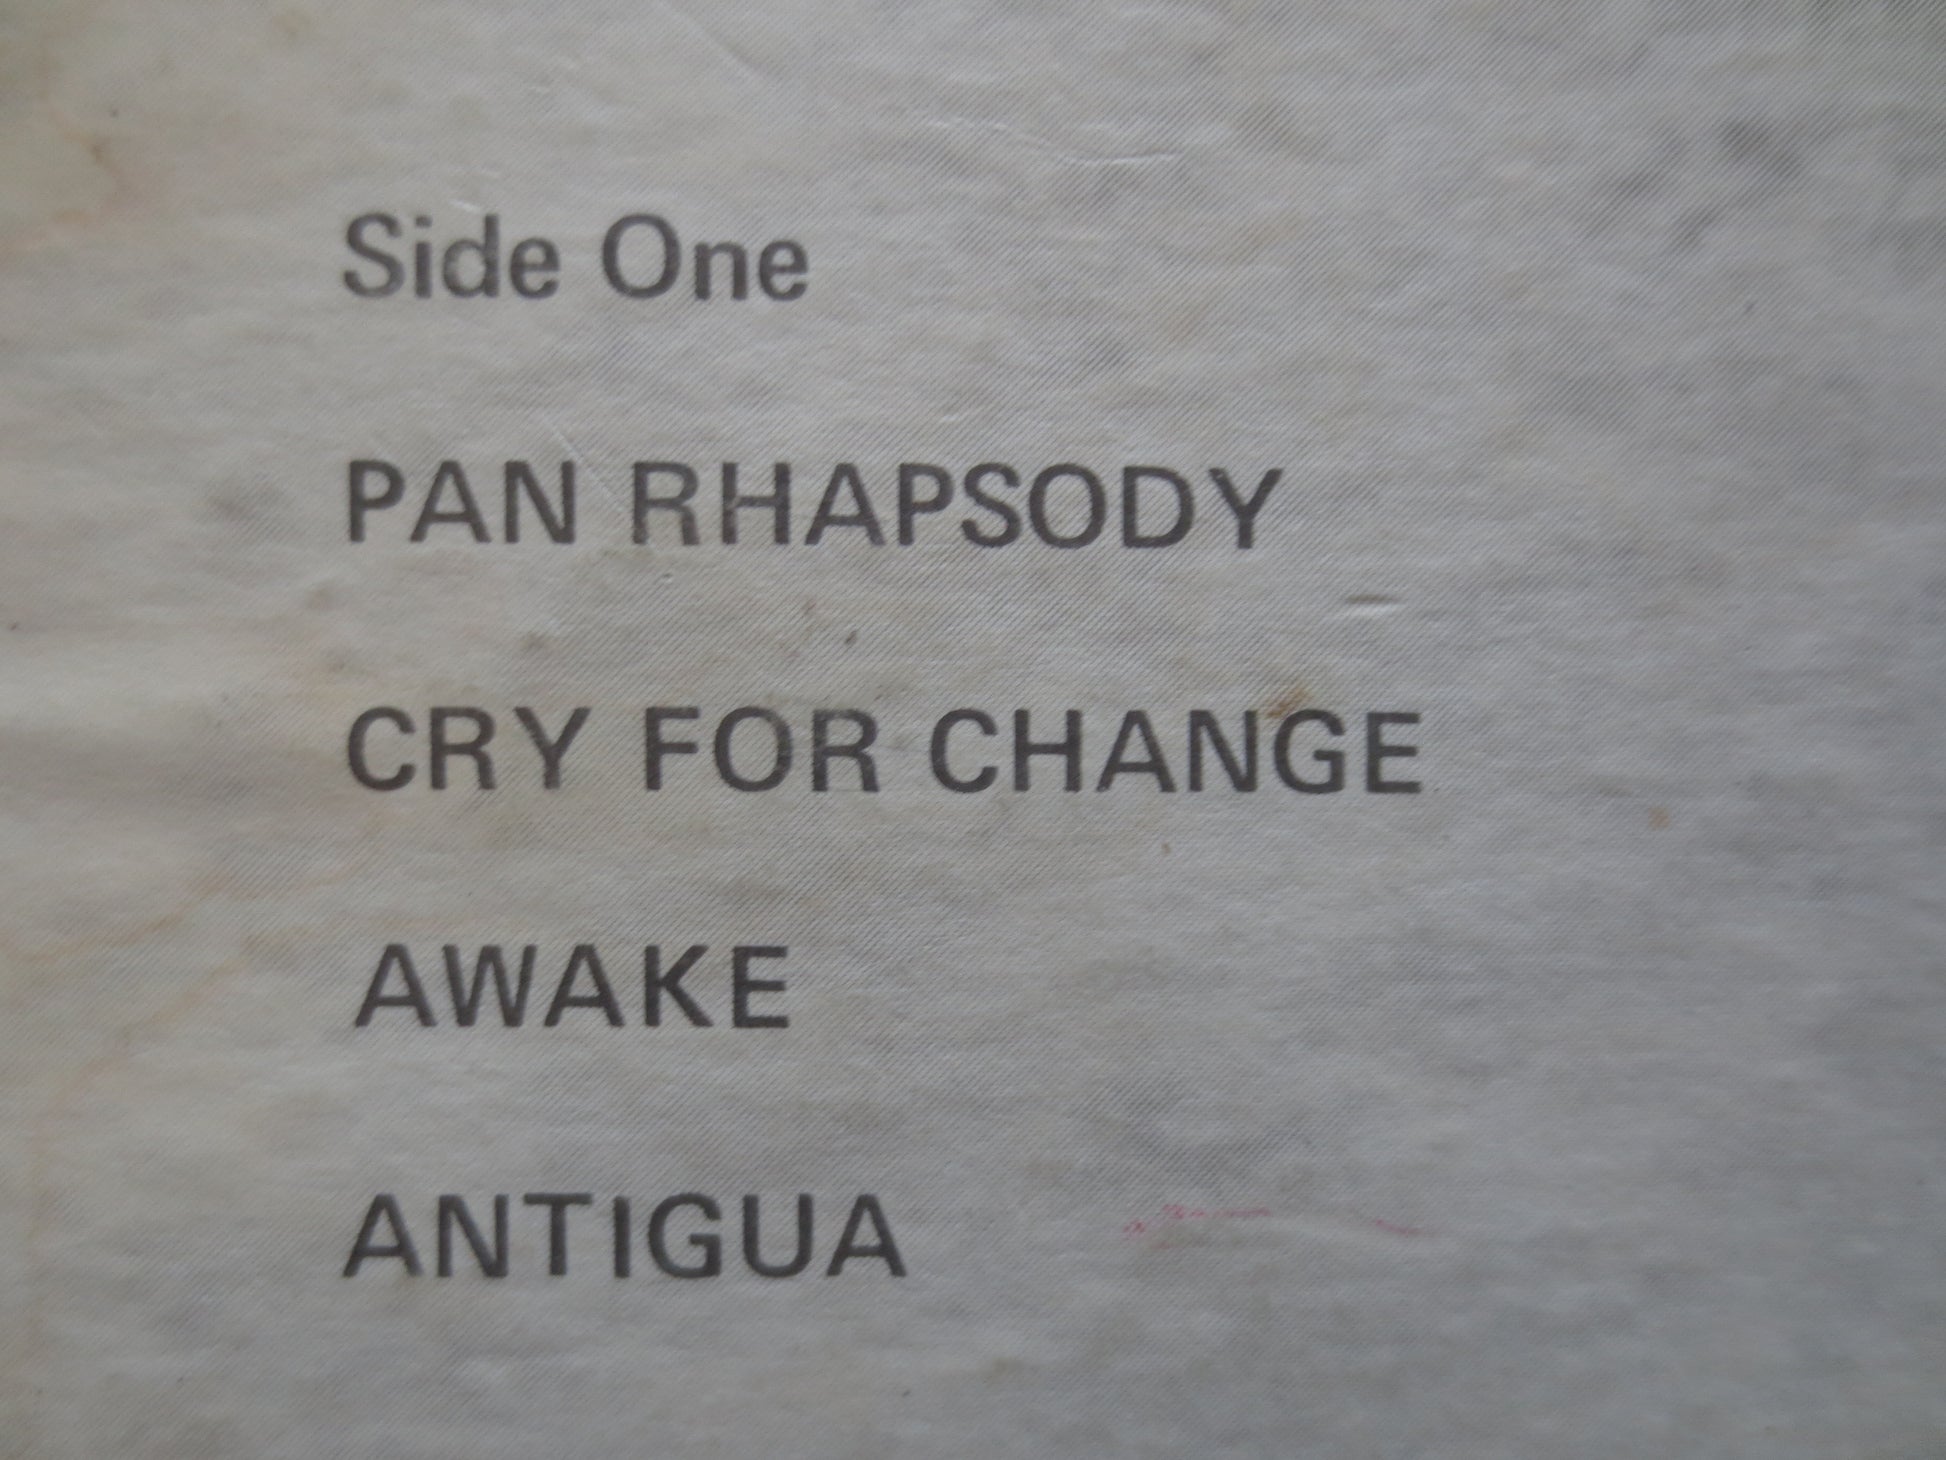 Side One
PAN RHAPSODY
CRY FOR CHANGE
AWAKE
ANTIGUA